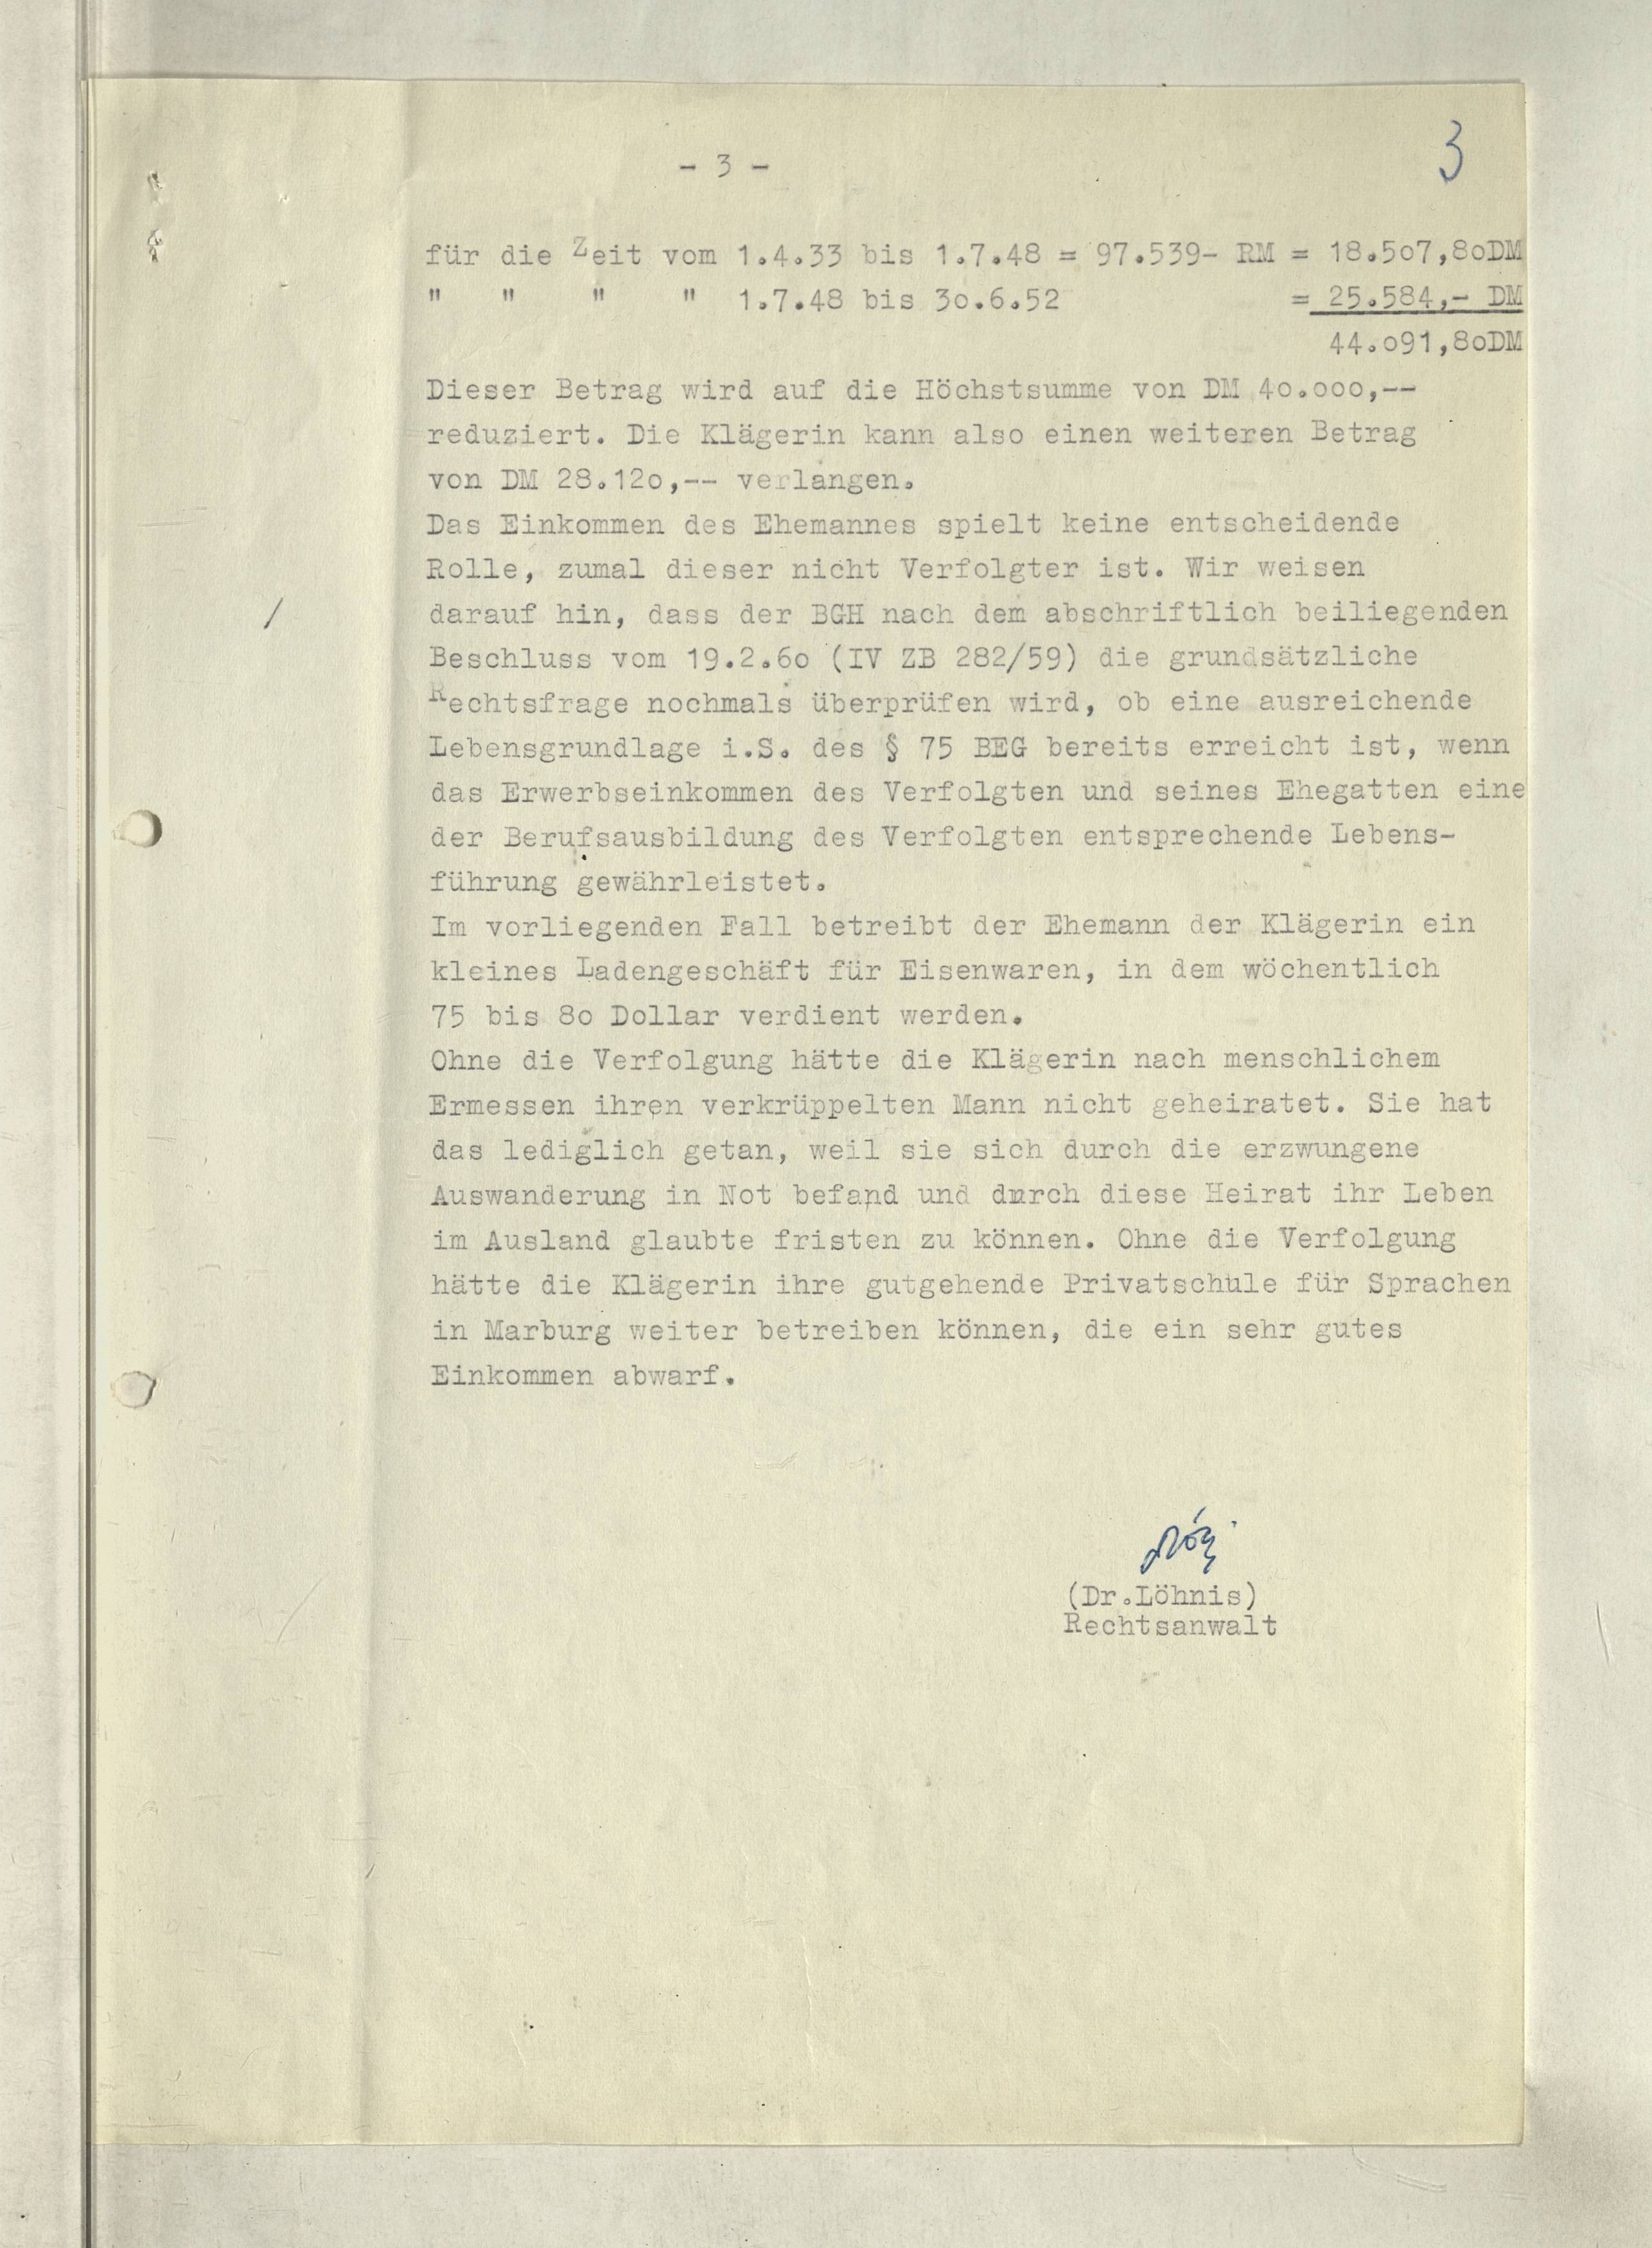 - 3 -
3
für die Zeit vom 1.4.33 bis 1.7.48 = 97.539- RM = 18.507,80DM
" " " " 1.7.48 bis 30.6.52 = 25.584,- DM
44.091,80DM
Dieser Betrag wird auf die Höchstsumme von DM 40.000,--
reduziert. Die Klägerin kann also einen weiteren Betrag
von DM 28.120,-- verlangen.
Das Einkommen des Ehemannes spielt keine entscheidende
Rolle, zumal dieser nicht Verfolgter ist. Wir weisen
/
darauf hin, dass der BGH nach dem abschriftlich beiliegenden
Beschluss vom 19.2.60 (IV ZB 282/59) die grundsätzliche
Rechtsfrage nochmals überprüfen wird, ob eine ausreichende
Lebensgrundlage i.S. des § 75 BEG bereits erreicht ist, wenn
das Erwerbseinkommen des Verfolgten und seines Ehegatten eine
der Berufsausbildung des Verfolgten entsprechende Lebens-
führung gewährleistet.
Im vorliegenden Fall betreibt der Ehemann der Klägerin ein
kleines Ladengeschäft für Eisenwaren, in dem wöchentlich
75 bis 80 Dollar verdient werden.
Ohne die Verfolgung hätte die Klägerin nach menschlichem
Ermessen ihren verkrüppelten Mann nicht geheiratet. Sie hat
das lediglich getan, weil sie sich durch die erzwungene
Auswanderung in Not befand und durch diese Heirat ihr Leben
im Ausland glaubte fristen zu können. Ohne die Verfolgung
hätte die Klägerin ihre gutgehende Privatschule für Sprachen
in Marburg weiter betreiben können, die ein sehr gutes
Einkommen abwarf.
(Dr.Löhnis)
Rechtsanwalt